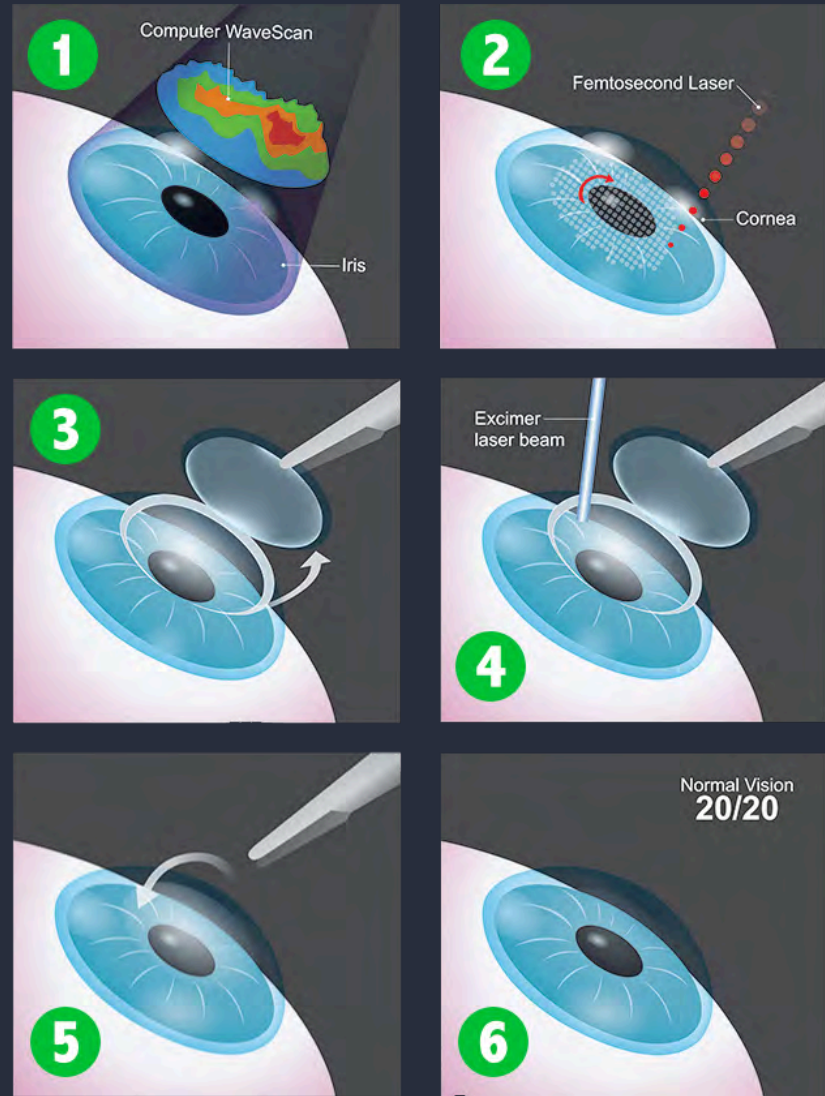 1
Computer WaveScan
Iris
2
Femtosecond Laser
Cornea
3
4
Excimer
laser beam
5
6
Normal Vision
20/20